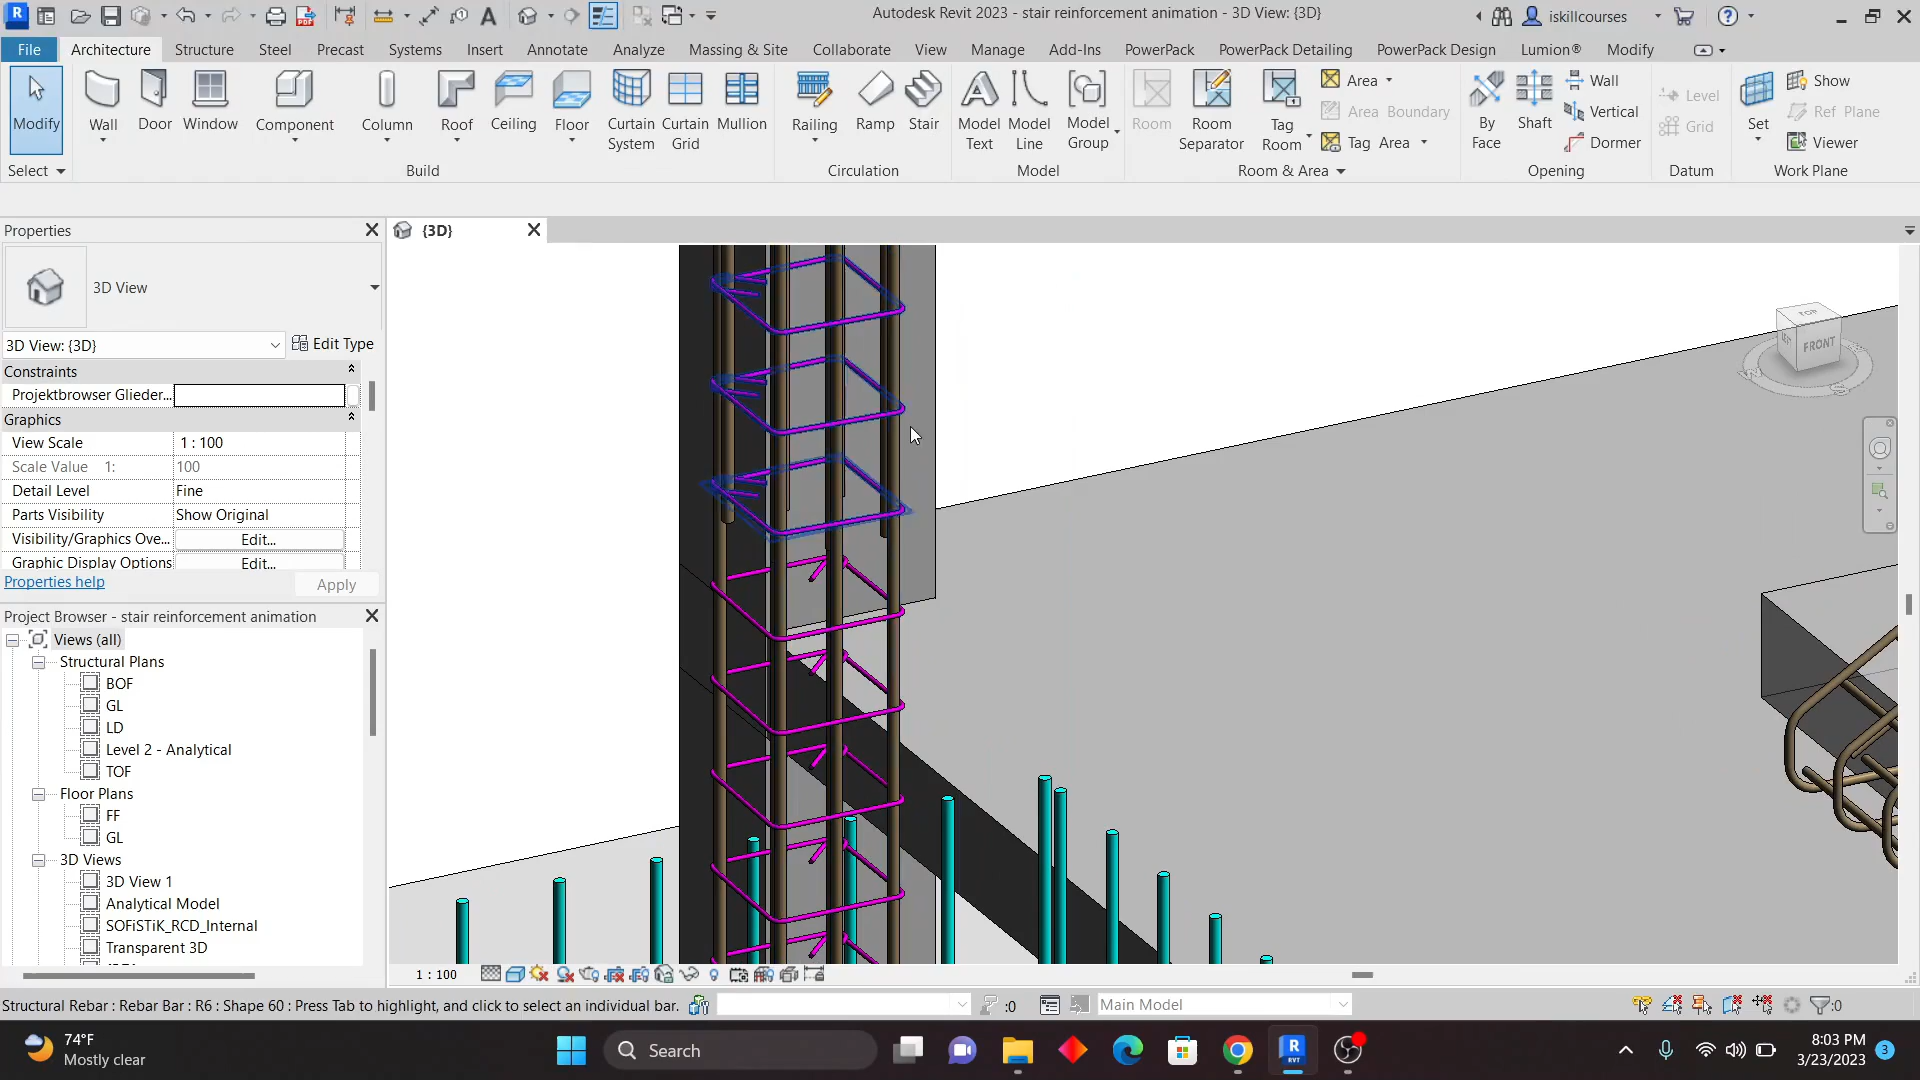 Autodesk Revit 2023 - stair reinforcement animation - 3D View: {3D}
iskillcourses
File Architecture Structure Steel Precast Systems Insert Annotate Analyze Massing & Site Collaborate View Manage Add-Ins PowerPack PowerPack Detailing PowerPack Design Lumion® Modify
Modify Wall Door Window Component Column Roof Ceiling Floor Curtain System Curtain Grid Mullion Railing Ramp Stair Model Text Model Line Model Group Room Room Separator Tag Room Area Area Boundary Tag Area By Face Shaft Wall Vertical Dormer Level Grid Set Show Ref Plane Viewer
Select Build Circulation Model Room & Area Opening Datum Work Plane
Properties
{3D}
3D View
3D View: {3D} Edit Type
Constraints
Projektbrowser Glieder...
Graphics
View Scale 1 : 100
Scale Value 1: 100
Detail Level Fine
Parts Visibility Show Original
Visibility/Graphics Ove... Edit...
Graphic Display Options Edit...
Properties help Apply
Project Browser - stair reinforcement animation
Views (all)
Structural Plans
BOF
GL
LD
Level 2 - Analytical
TOF
Floor Plans
FF
GL
3D Views
3D View 1
Analytical Model
SOFiSTiK_RCD_Internal
Transparent 3D
TOP
FRONT
1 : 100
Structural Rebar : Rebar Bar : R6 : Shape 60 : Press Tab to highlight, and click to select an individual bar.
:0
Main Model
:0
74°F
Mostly clear
Search
8:03 PM
3/23/2023
3